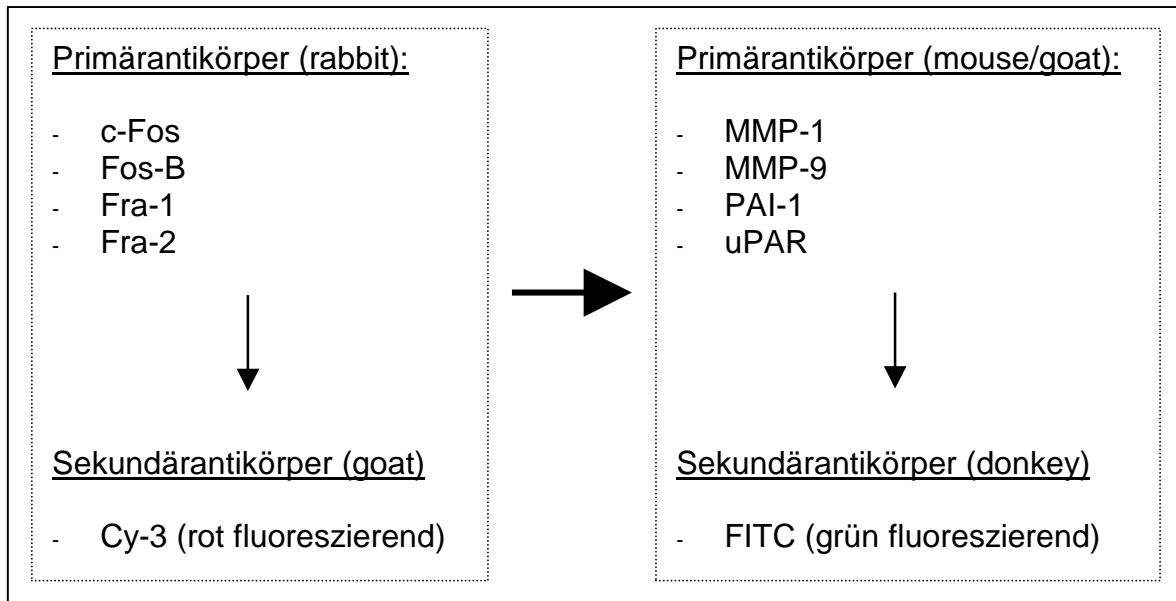 Primärantikörper (rabbit):
- c-Fos
- Fos-B
- Fra-1
- Fra-2
Sekundärantikörper (goat)
- Cy-3 (rot fluoreszierend)
Primärantikörper (mouse/goat):
- MMP-1
- MMP-9
- PAI-1
- uPAR
Sekundärantikörper (donkey)
- FITC (grün fluoreszierend)